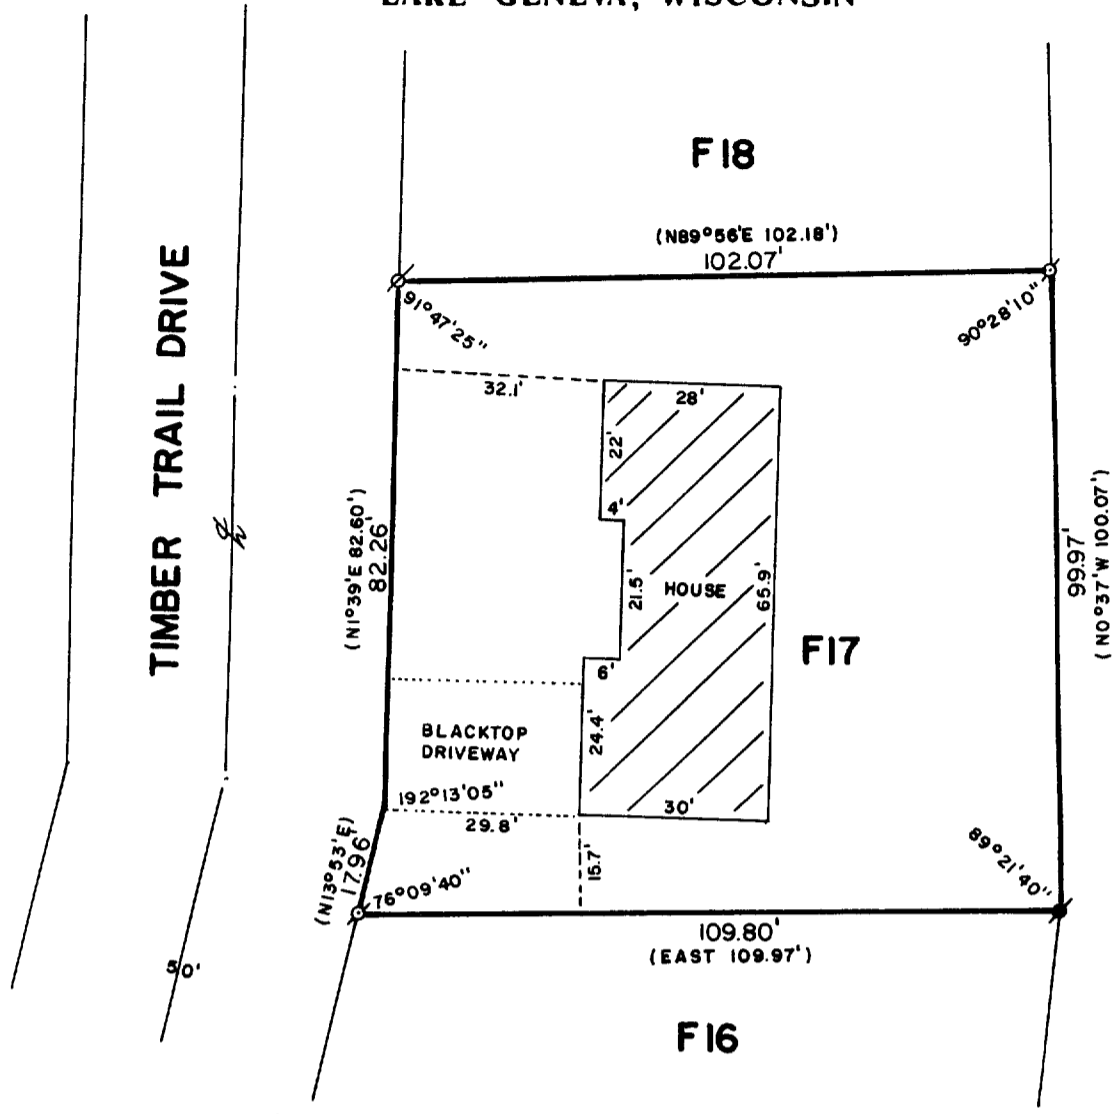 LAKE GENEVA, WISCONSIN
F18
(N89°56'E 102.18')
102.07'
91°47'25"
90°28'10"
TIMBER TRAIL DRIVE
32.1'
28'
22'
4'
(N1°39'E 82.60')
82.26'
21.5'
HOUSE
65.9'
99.97'
(N0°37'W 100.07')
F17
6'
24.4'
BLACKTOP
DRIVEWAY
192°13'05"
29.8'
30'
15.7'
(N13°53'E)
17.96'
76°09'40"
89°21'40"
109.80'
(EAST 109.97')
50'
F16